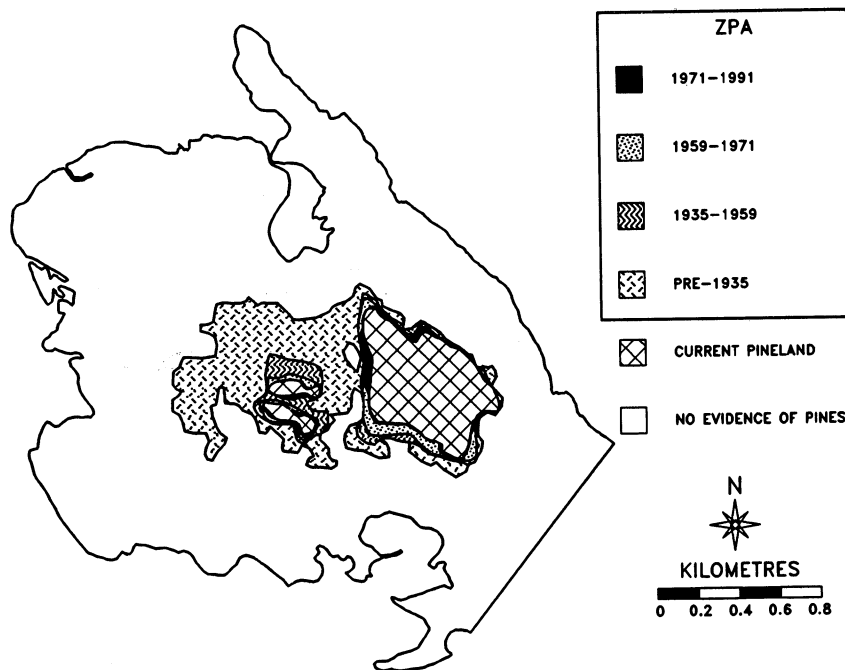 ZPA
1971–1991
1959–1971
1935–1959
PRE–1935
CURRENT PINELAND
NO EVIDENCE OF PINES
N
KILOMETRES
0 0.2 0.4 0.6 0.8